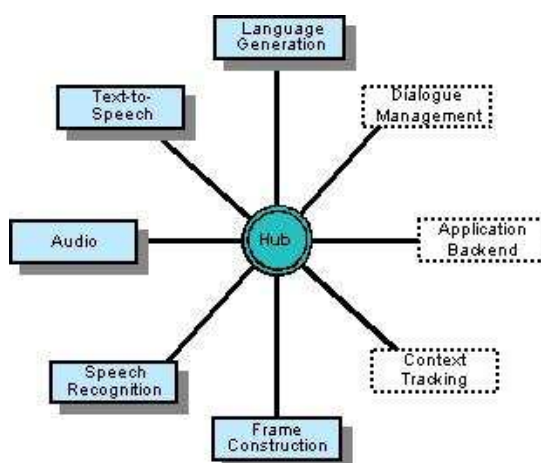 Language
Generation
Text-to-
Speech
Dialogue
Management
Audio
Hub
Application
Backend
Speech
Recognition
Context
Tracking
Frame
Construction